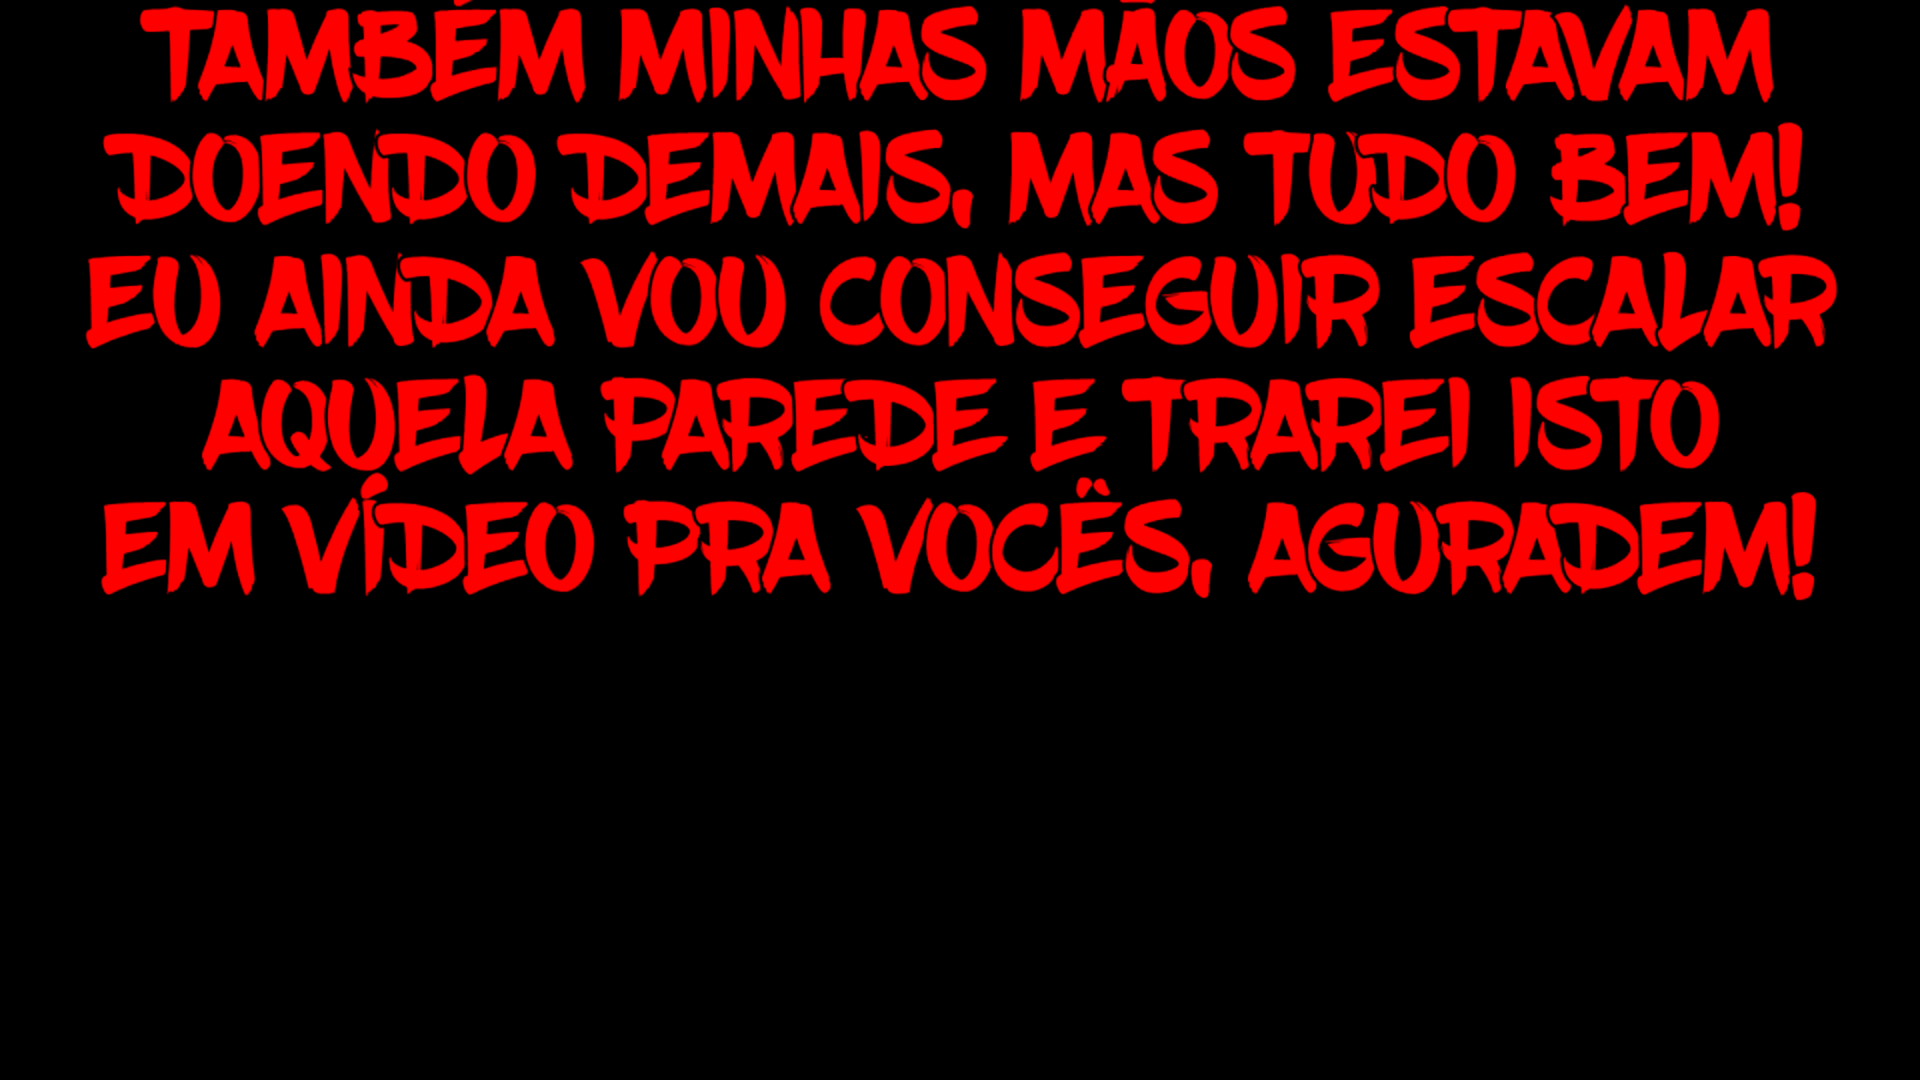 TAMBÉM MINHAS MÃOS ESTAVAM
DOENDO DEMAIS, MAS TUDO BEM!
EU AINDA VOU CONSEGUIR ESCALAR
AQUELA PAREDE E TRAREI ISTO
EM VÍDEO PRA VOCÊS, AGURADEM!